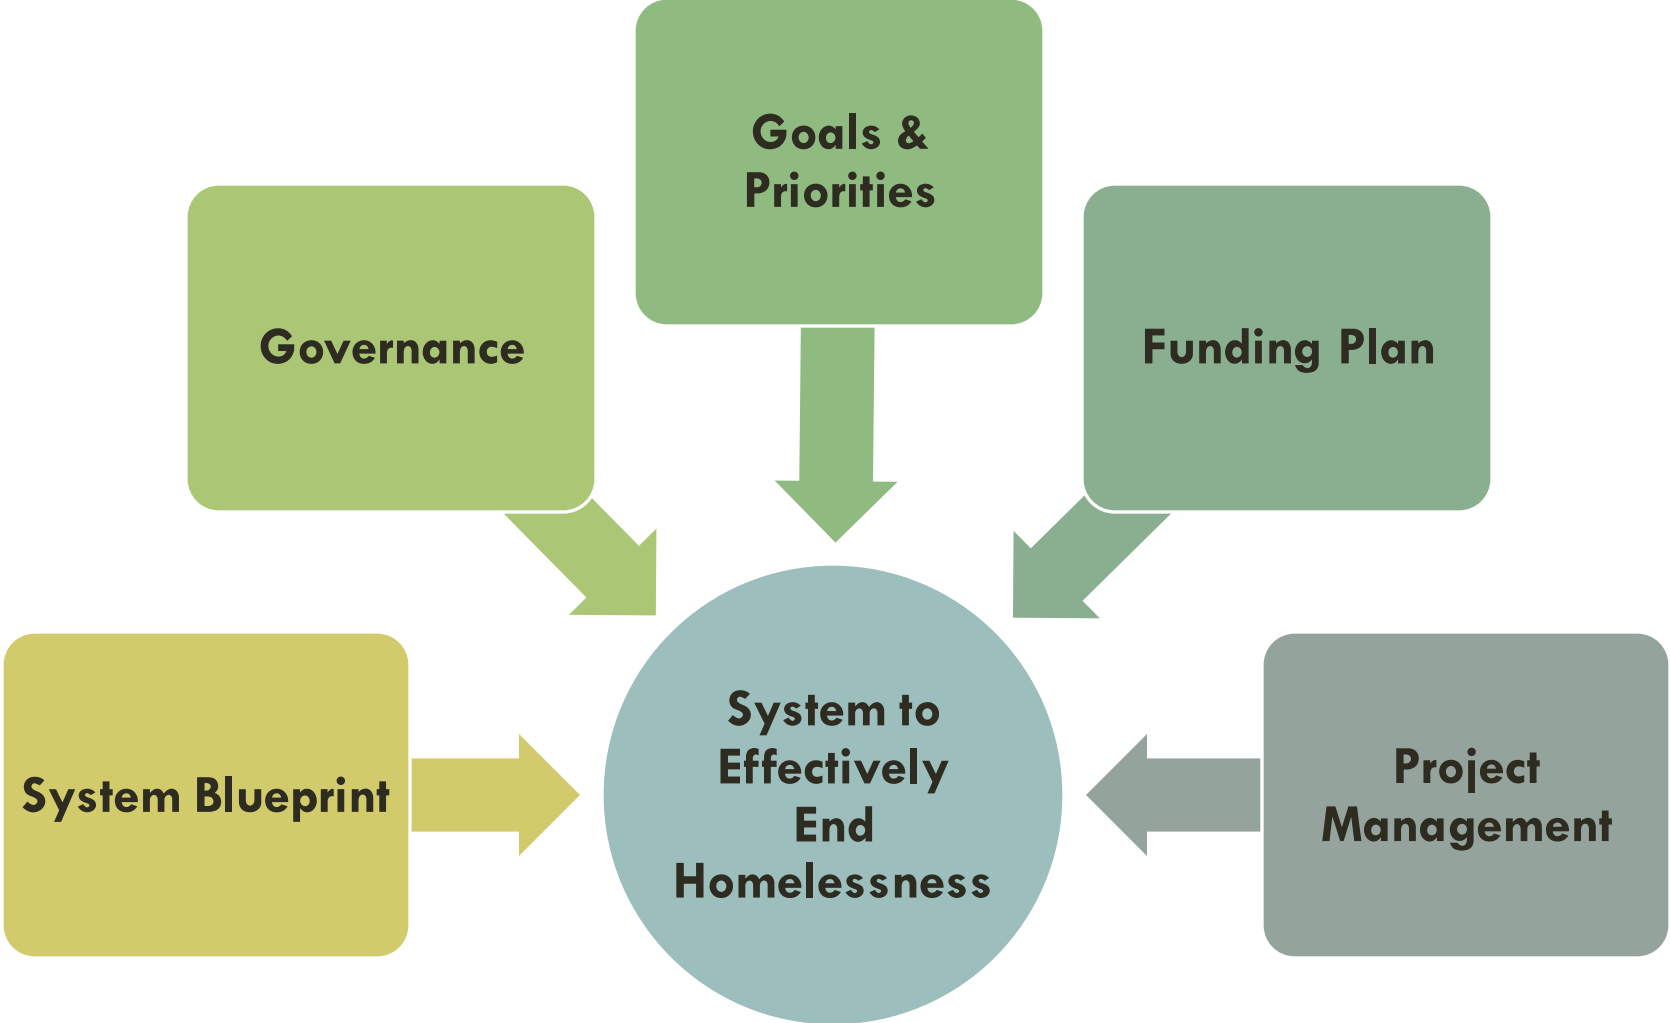 Goals &
Priorities
Governance
Funding Plan
System Blueprint
System to
Effectively
End
Homelessness
Project
Management